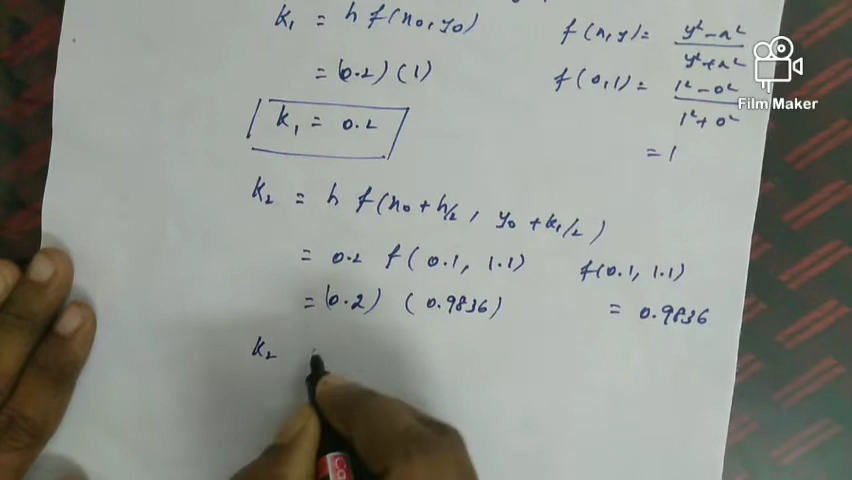 k₁ = h f(x₀, y₀)
f(x,y) = y²-x² / y²+x²
= (0.2) (1)
f(0,1) = 1²-0² / 1²+0²
Film Maker
k₁ = 0.2
= 1
k₂ = h f(x₀+h/2, y₀+k₁/2)
= 0.2 f(0.1, 1.1)
f(0.1, 1.1)
= (0.2) (0.9836)
= 0.9836
k₂